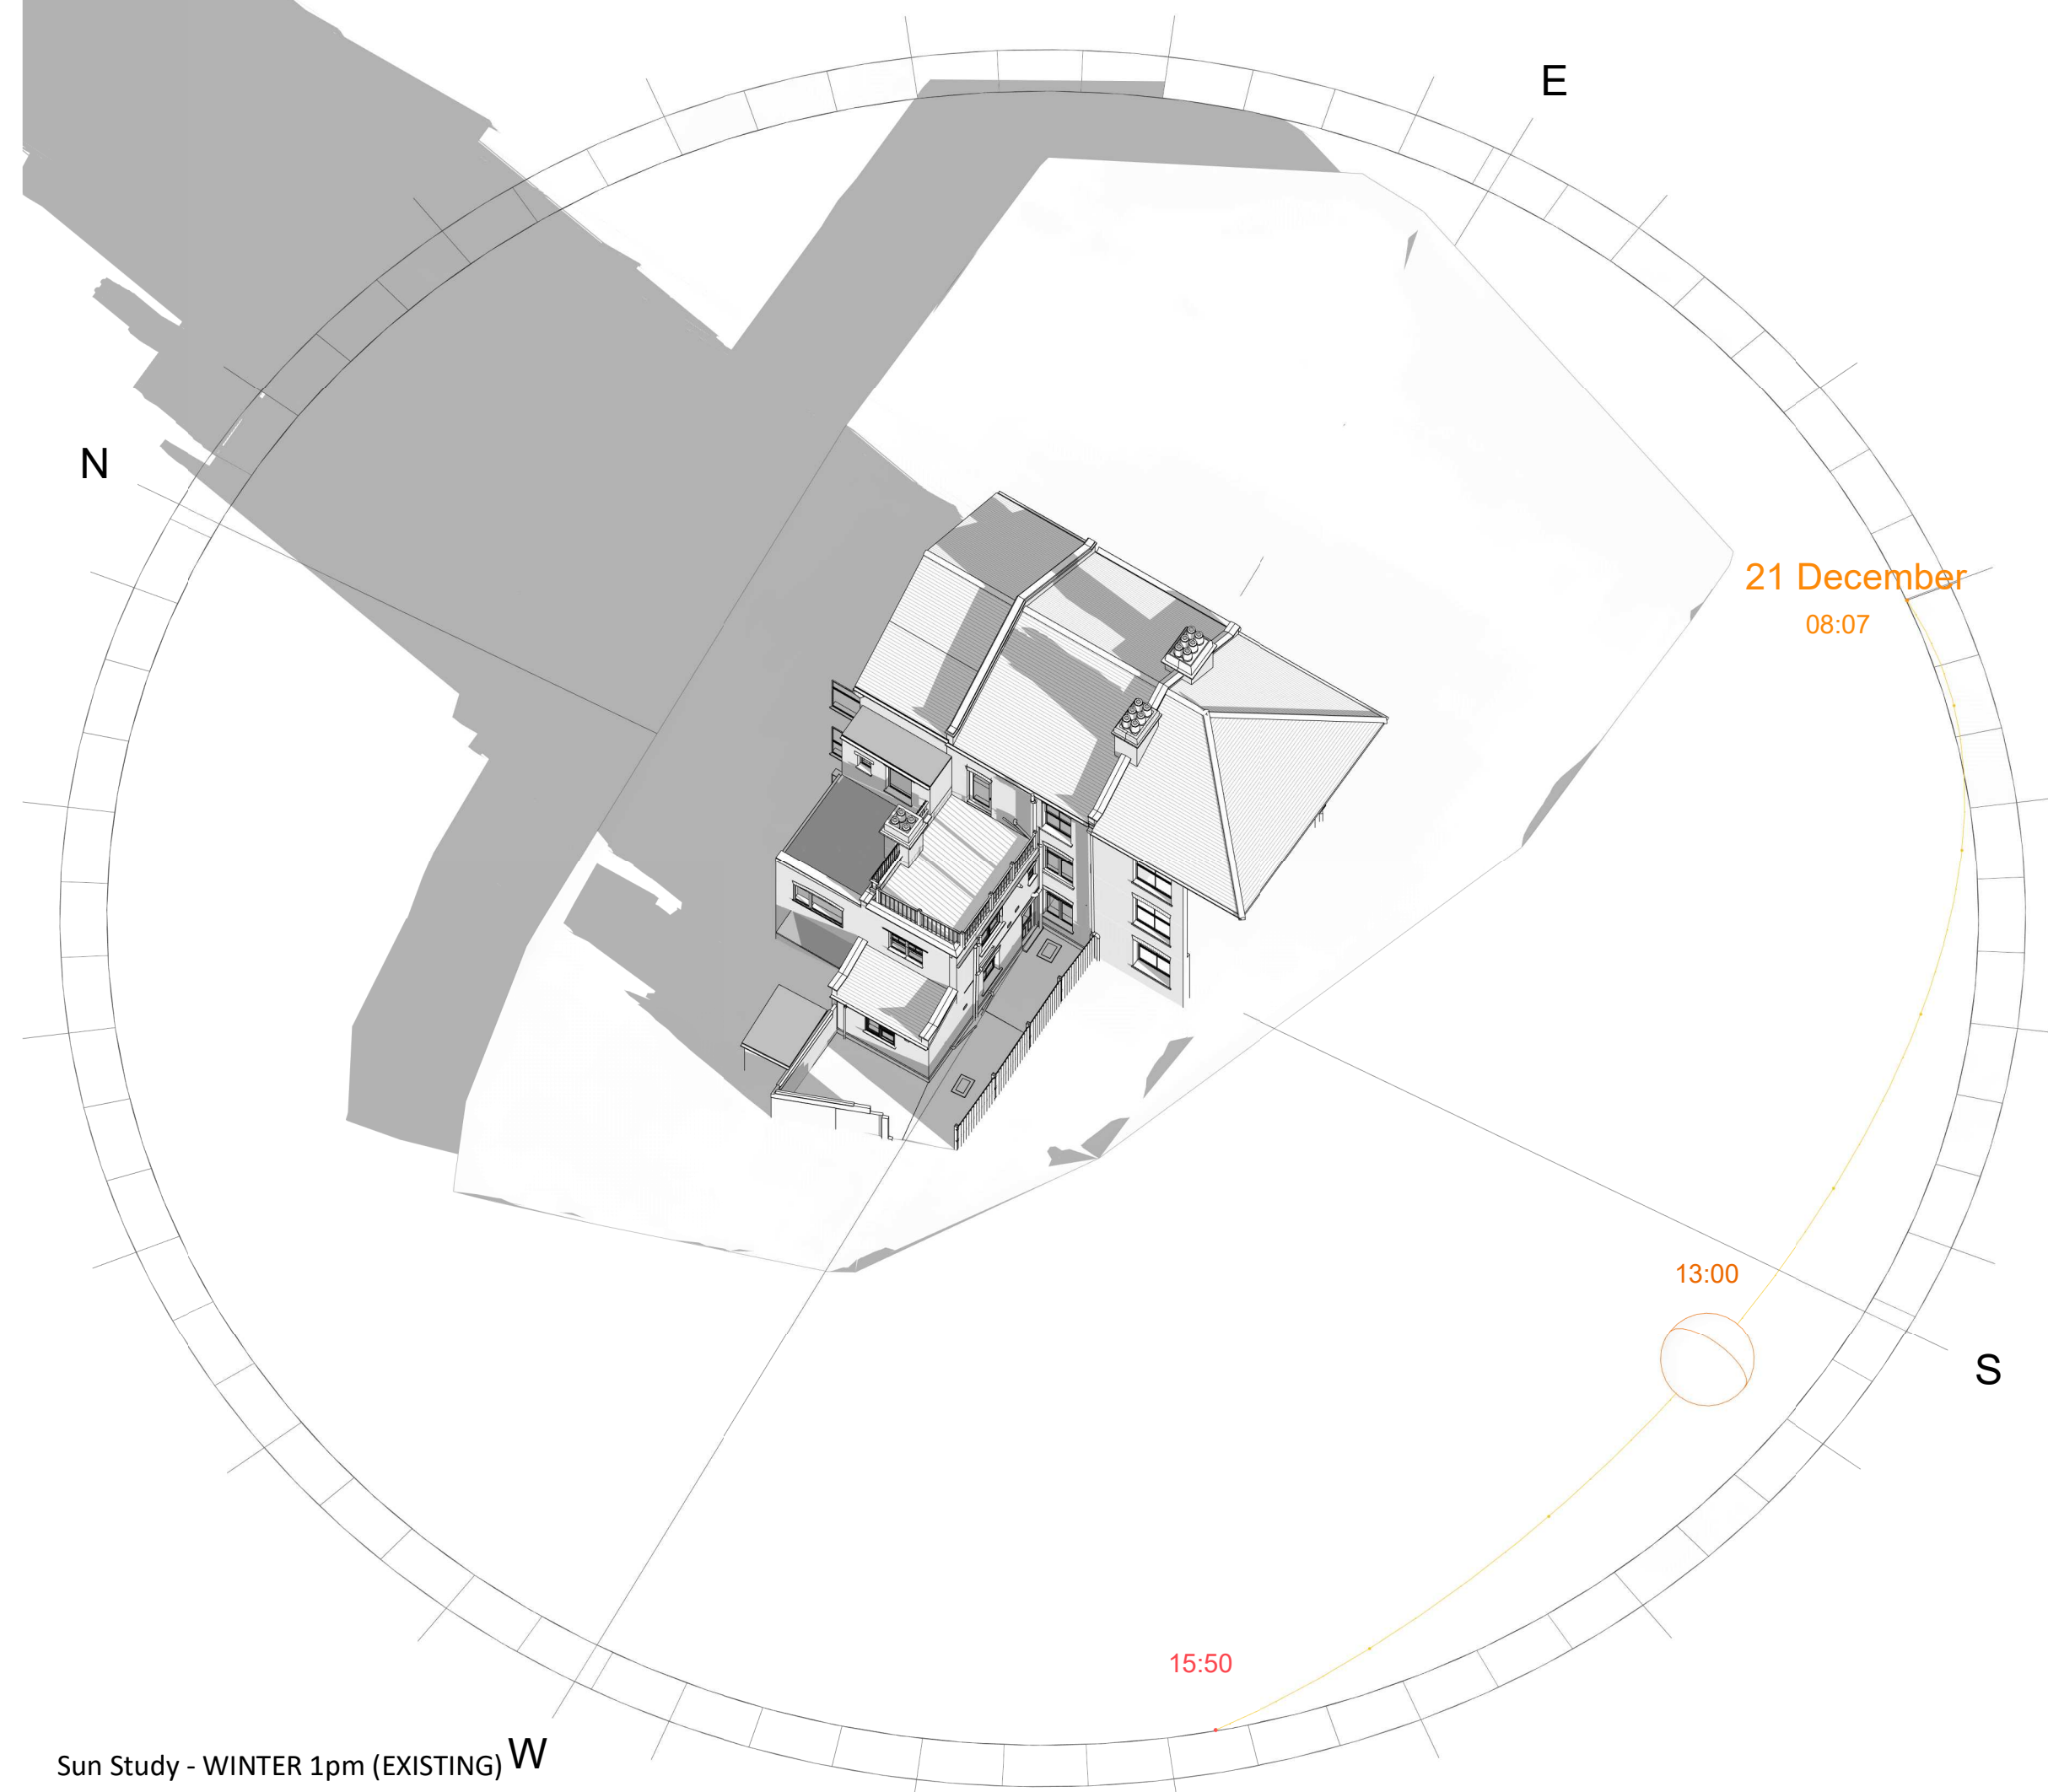 E
N
21 December
08:07
13:00
S
15:50
W
Sun Study - WINTER 1pm (EXISTING)